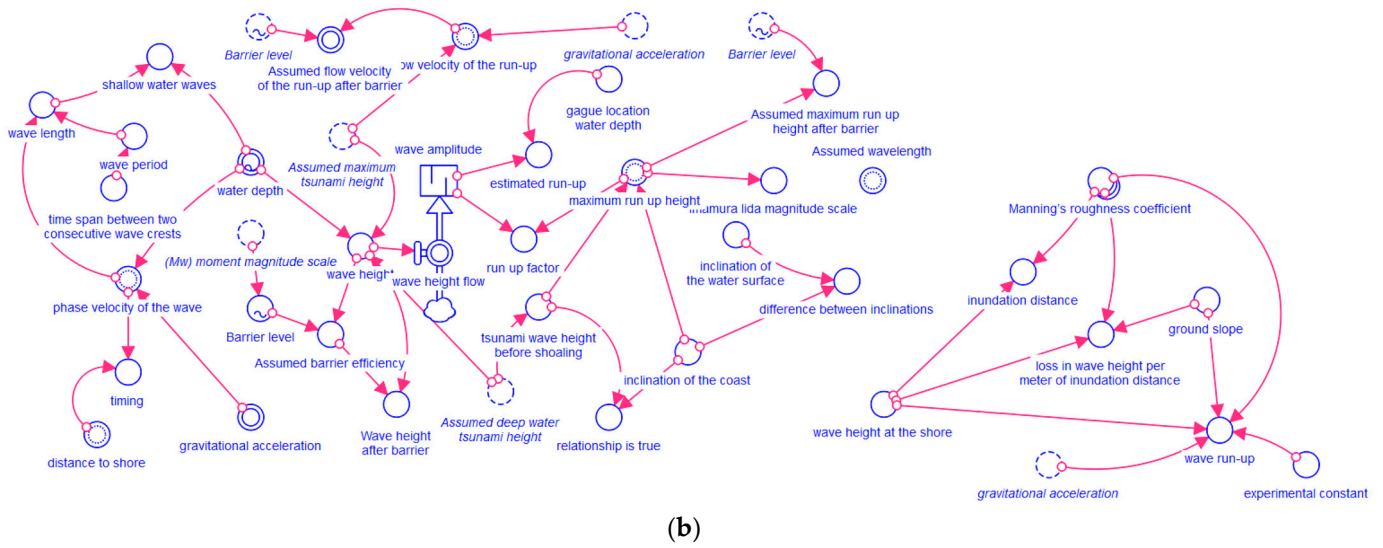 Barrier level
gravitational acceleration
Barrier level
Assumed flow velocity
of the run-up after barrier
ow velocity of the run-up
shallow water waves
gague location
water depth
Assumed maximum run up
height after barrier
wave length
wave period
wave amplitude
Assumed wavelength
Assumed maximum
tsunami height
estimated run-up
water depth
maximum run up height
imamura lida magnitude scale
Manning's roughness coefficient
time span between two
consecutive wave crests
(Mw) moment magnitude scale
wave height
wave height flow
run up factor
inclination of
the water surface
difference between inclinations
inundation distance
phase velocity of the wave
Barrier level
tsunami wave height
before shoaling
ground slope
Assumed barrier efficiency
inclination of the coast
loss in wave height per
meter of inundation distance
timing
Assumed deep water
tsunami height
wave height at the shore
distance to shore
gravitational acceleration
Wave height
after barrier
relationship is true
wave run-up
gravitational acceleration
experimental constant
(b)